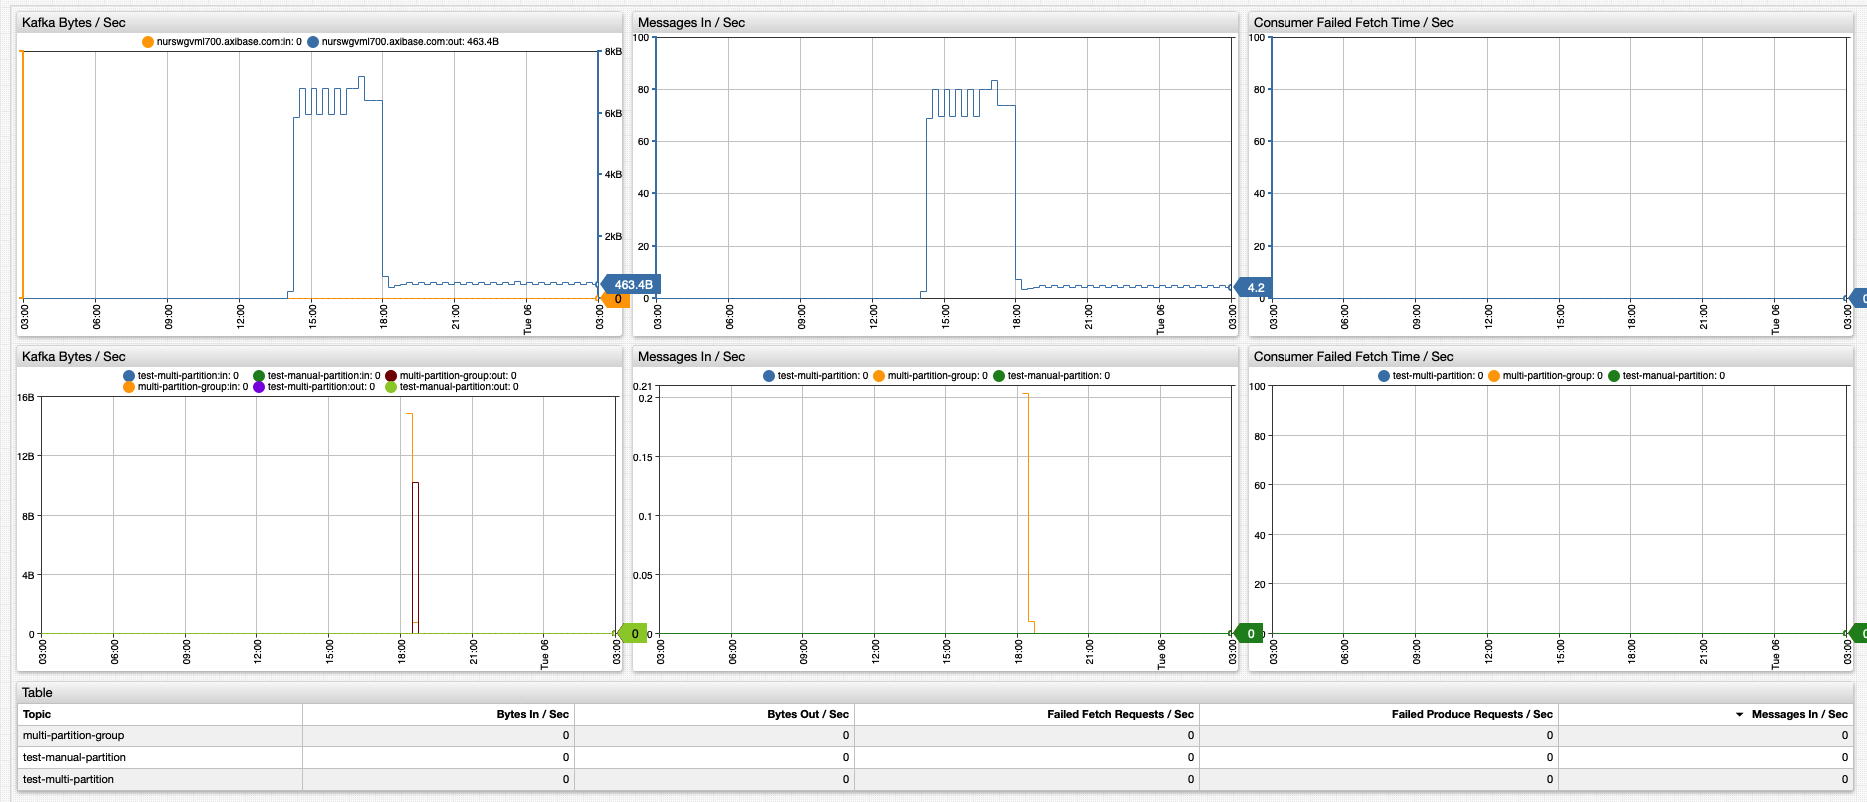 Kafka Bytes / Sec
nurswgvml700.axibase.com:in: 0 nurswgvml700.axibase.com:out: 463.4B
8kB
6kB
4kB
2kB
463.4B
0
03:00 06:00 09:00 12:00 15:00 18:00 21:00 Tue 06 03:00
Messages In / Sec
100
80
60
40
20
0
4.2
03:00 06:00 09:00 12:00 15:00 18:00 21:00 Tue 06 03:00
Consumer Failed Fetch Time / Sec
100
80
60
40
20
0
03:00 06:00 09:00 12:00 15:00 18:00 21:00 Tue 06 03:00
Kafka Bytes / Sec
test-multi-partition:in: 0 test-manual-partition:in: 0 multi-partition-group:out: 0
multi-partition-group:in: 0 test-multi-partition:out: 0 test-manual-partition:out: 0
16B
12B
8B
4B
0
0
03:00 06:00 09:00 12:00 15:00 18:00 21:00 Tue 06 03:00
Messages In / Sec
test-multi-partition: 0 multi-partition-group: 0 test-manual-partition: 0
0.21
0.2
0.15
0.1
0.05
0
0
03:00 06:00 09:00 12:00 15:00 18:00 21:00 Tue 06 03:00
Consumer Failed Fetch Time / Sec
test-multi-partition: 0 multi-partition-group: 0 test-manual-partition: 0
100
80
60
40
20
0
03:00 06:00 09:00 12:00 15:00 18:00 21:00 Tue 06 03:00
Table
Topic Bytes In / Sec Bytes Out / Sec Failed Fetch Requests / Sec Failed Produce Requests / Sec Messages In / Sec
multi-partition-group 0 0 0 0 0
test-manual-partition 0 0 0 0 0
test-multi-partition 0 0 0 0 0